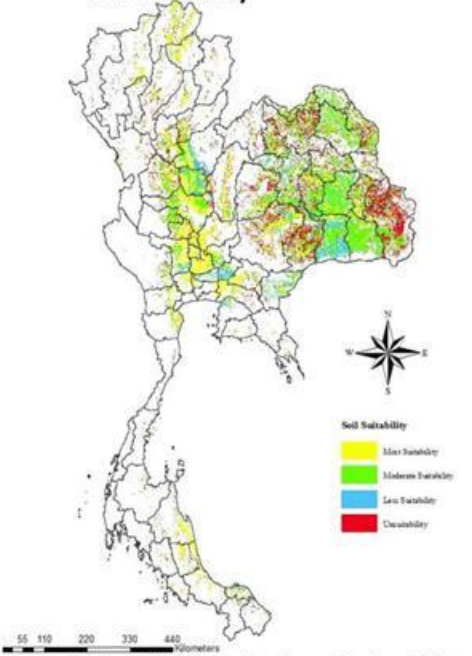 N
W E
S
Soil Suitability
Most Suitability
Moderate Suitability
Less Suitability
Unsuitability
55 110 220 330 440
Kilometers